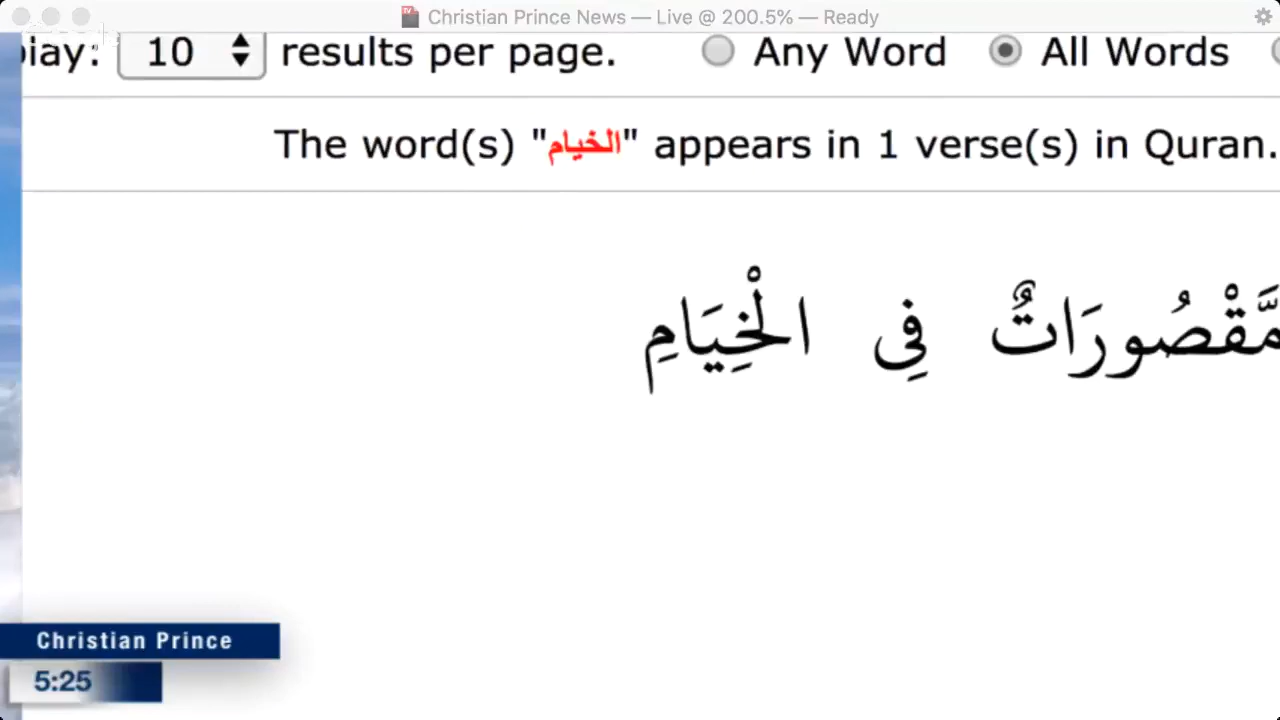 Christian Prince News — Live @ 200.5% — Ready
play: 10 results per page. Any Word All Words
The word(s) "الخيام" appears in 1 verse(s) in Quran.
مَّقْصُورَاتٌ فِى الْخِيَامِ
Christian Prince
5:25